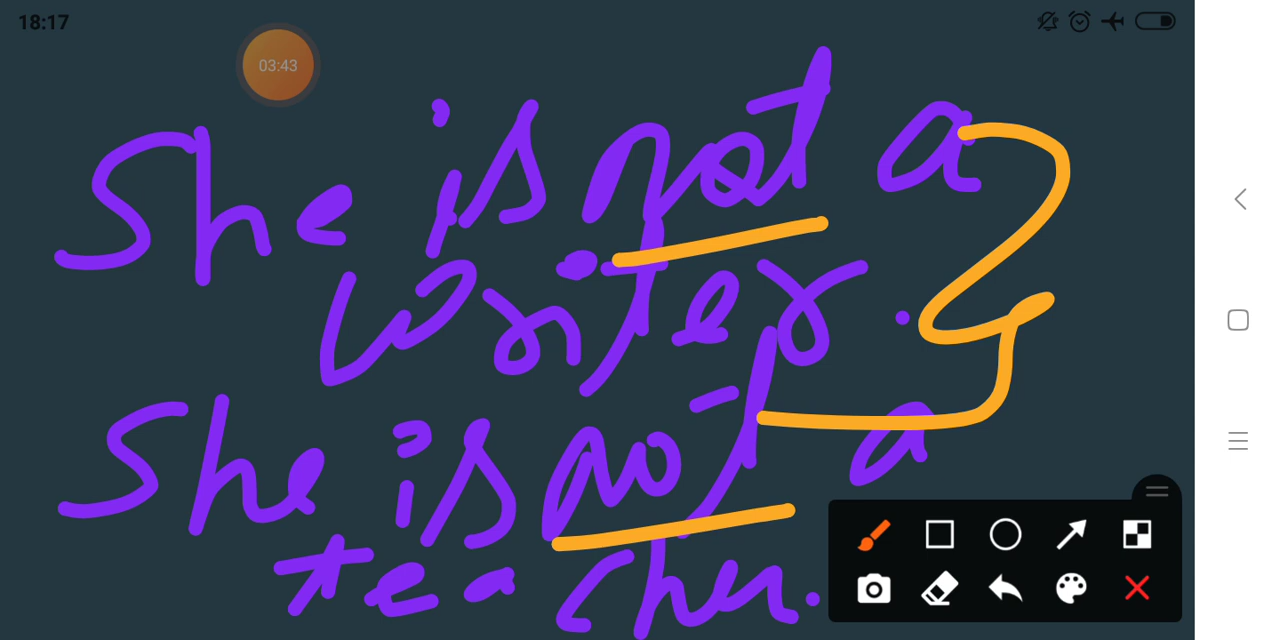 18:17
03:43
She is not a
writer.
She is not a
teacher.